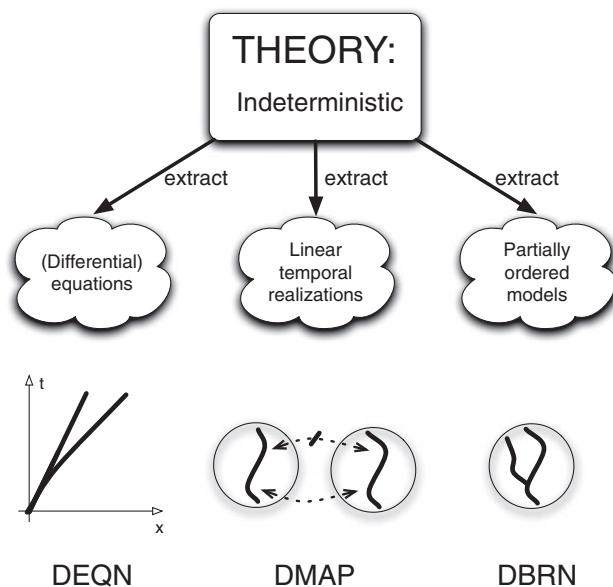 THEORY:
Indeterministic
extract
extract
extract
(Differential)
equations
Linear
temporal
realizations
Partially
ordered
models
t
x
DEQN
DMAP
DBRN